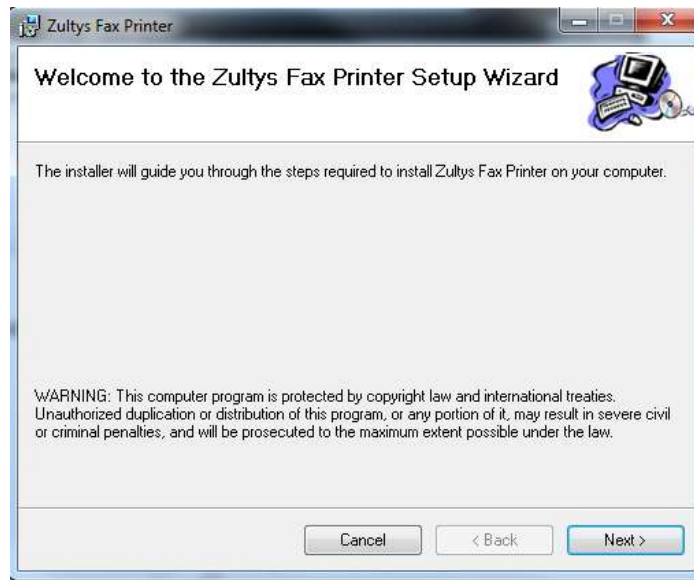 Zultys Fax Printer
Welcome to the Zultys Fax Printer Setup Wizard
The installer will guide you through the steps required to install Zultys Fax Printer on your computer.
WARNING: This computer program is protected by copyright law and international treaties.
Unauthorized duplication or distribution of this program, or any portion of it, may result in severe civil
or criminal penalties, and will be prosecuted to the maximum extent possible under the law.
Cancel < Back Next >